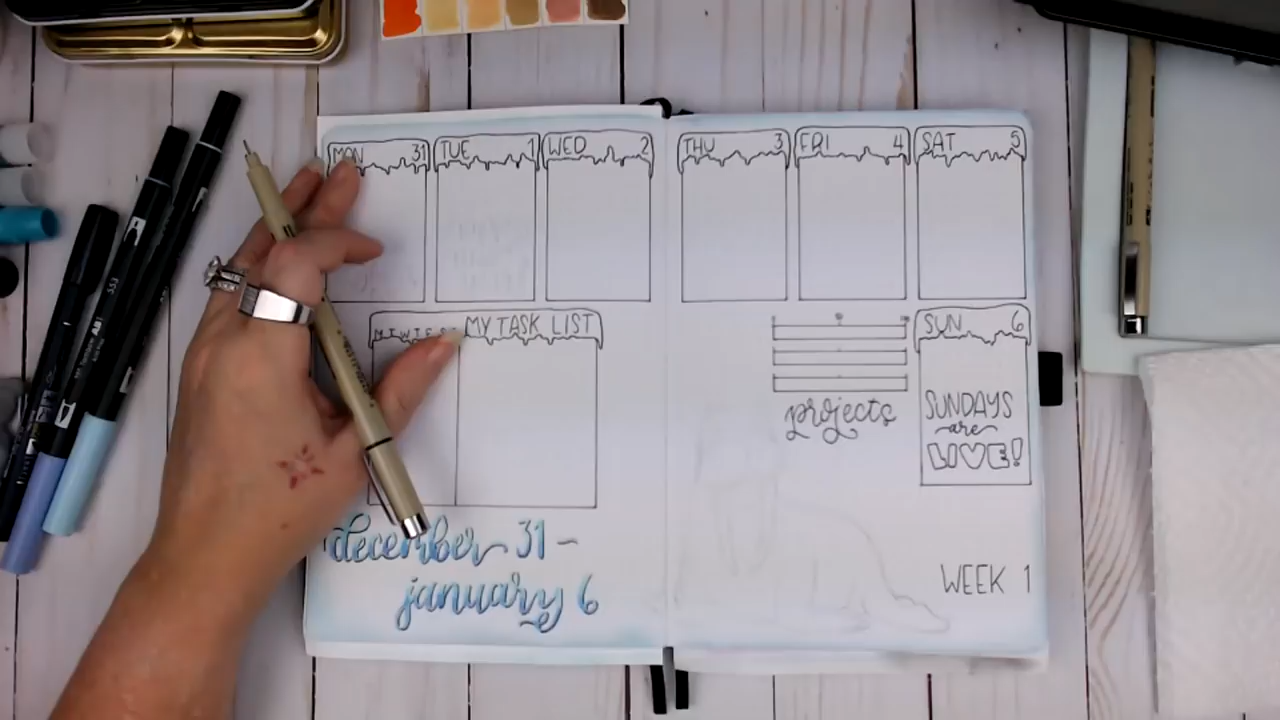 MON 31 TUE 1 WED 2 THU 3 FRI 4 SAT 5
MY TASK LIST
SUN 6
projects
SUNDAYS
are
LIVE!
december 31 -
january 6
WEEK 1
553